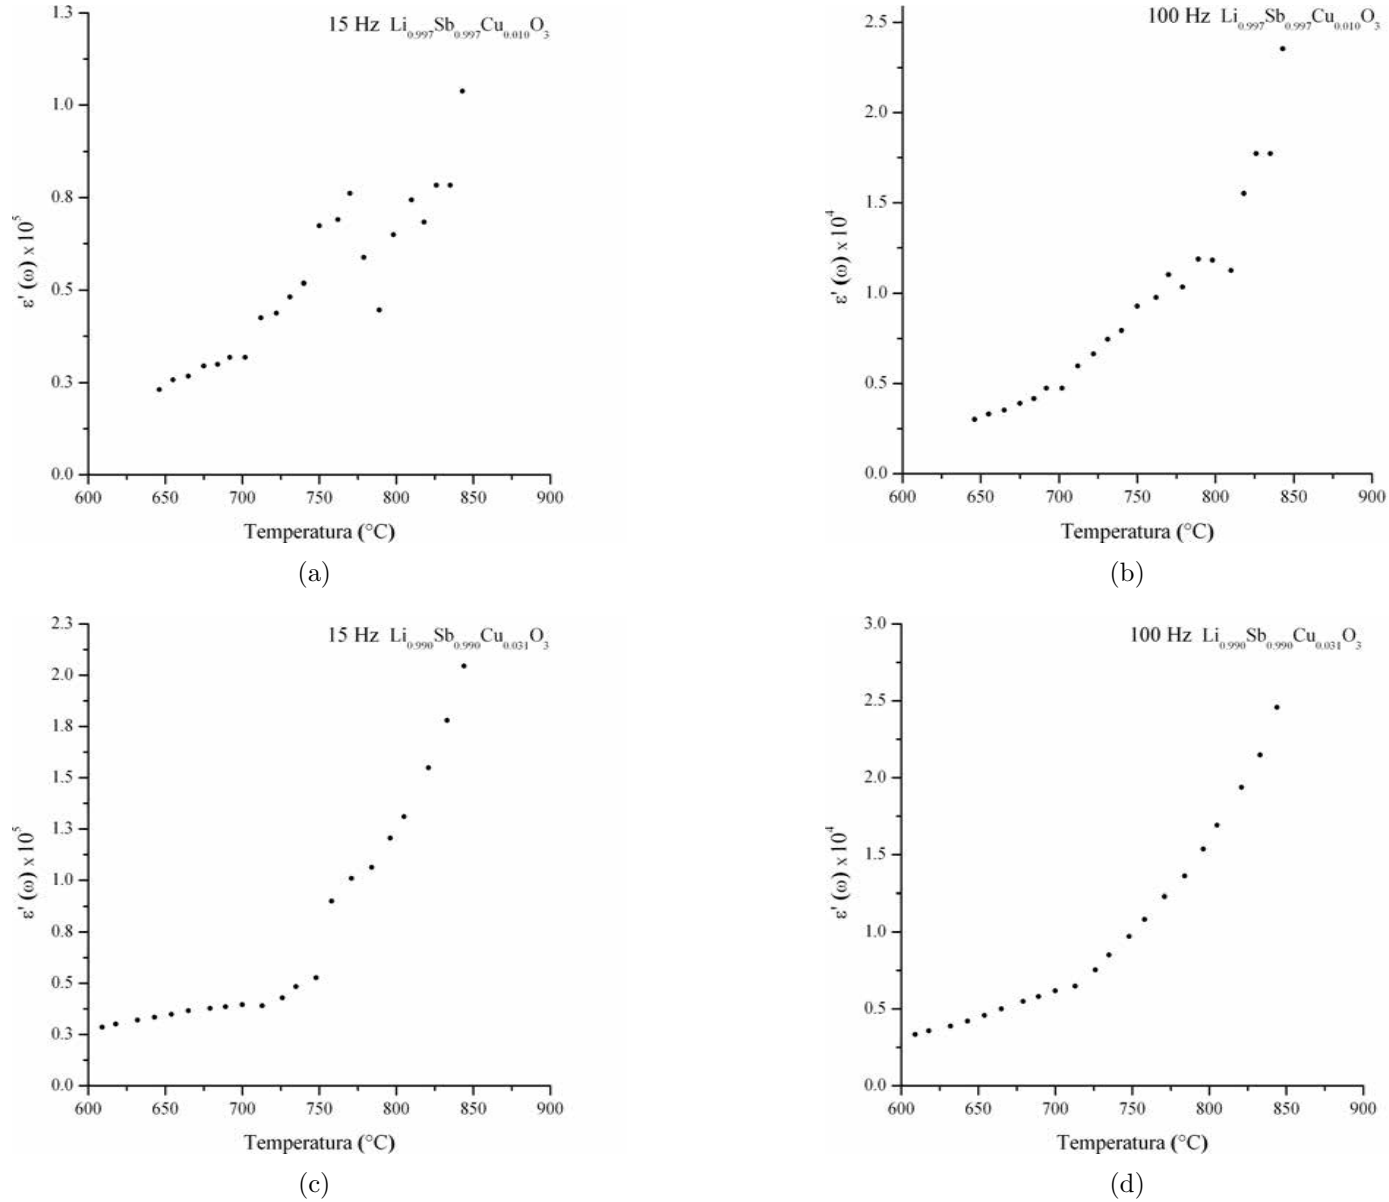 15 Hz Li0.997Sb0.997Cu0.010O3
1.3
1.0
0.8
0.5
0.3
0.0
ε' (ω) x 10^5
600 650 700 750 800 850 900
Temperatura (°C)
(a)
100 Hz Li0.997Sb0.997Cu0.010O3
2.5
2.0
1.5
1.0
0.5
0.0
ε' (ω) x10^4
600 650 700 750 800 850 900
Temperatura (°C)
(b)
15 Hz Li0.990Sb0.990Cu0.031O3
2.3
2.0
1.8
1.5
1.3
1.0
0.8
0.5
0.3
0.0
ε' (ω) x 10^5
600 650 700 750 800 850 900
Temperatura (°C)
(c)
100 Hz Li0.990Sb0.990Cu0.031O3
3.0
2.5
2.0
1.5
1.0
0.5
0.0
ε' (ω) x10^4
600 650 700 750 800 850 900
Temperatura (°C)
(d)